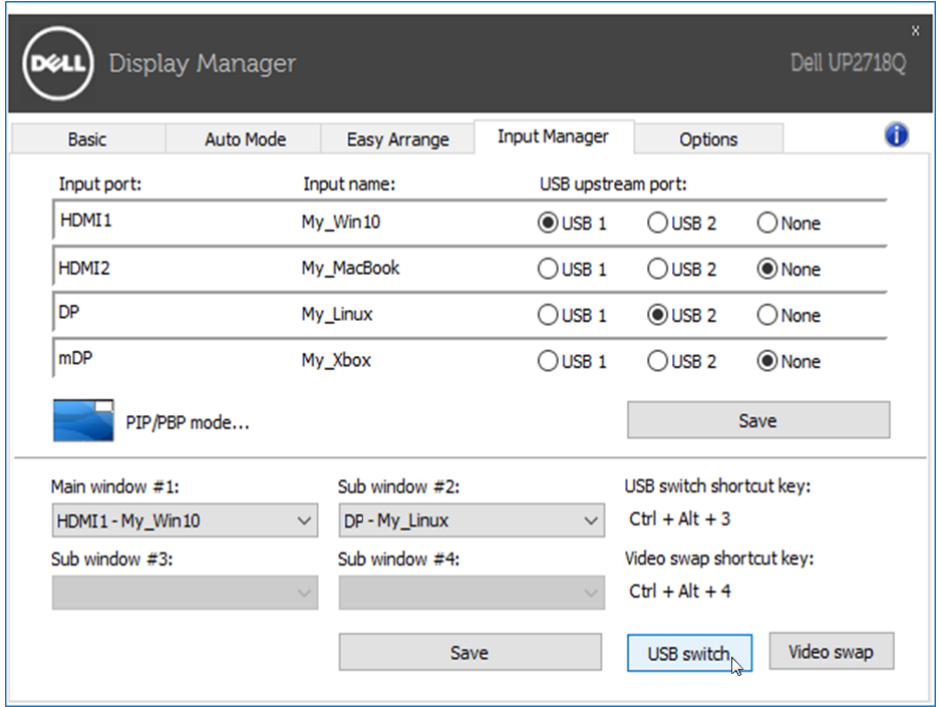 x
DELL Display Manager Dell UP2718Q
Basic Auto Mode Easy Arrange Input Manager Options i
Input port: Input name: USB upstream port:
HDMI1 My_Win10 USB 1 USB 2 None
HDMI2 My_MacBook USB 1 USB 2 None
DP My_Linux USB 1 USB 2 None
mDP My_Xbox USB 1 USB 2 None
PIP/PBP mode... Save
Main window #1: Sub window #2: USB switch shortcut key:
HDMI1 - My_Win10 DP - My_Linux Ctrl + Alt + 3
Sub window #3: Sub window #4: Video swap shortcut key:
Ctrl + Alt + 4
Save USB switch Video swap